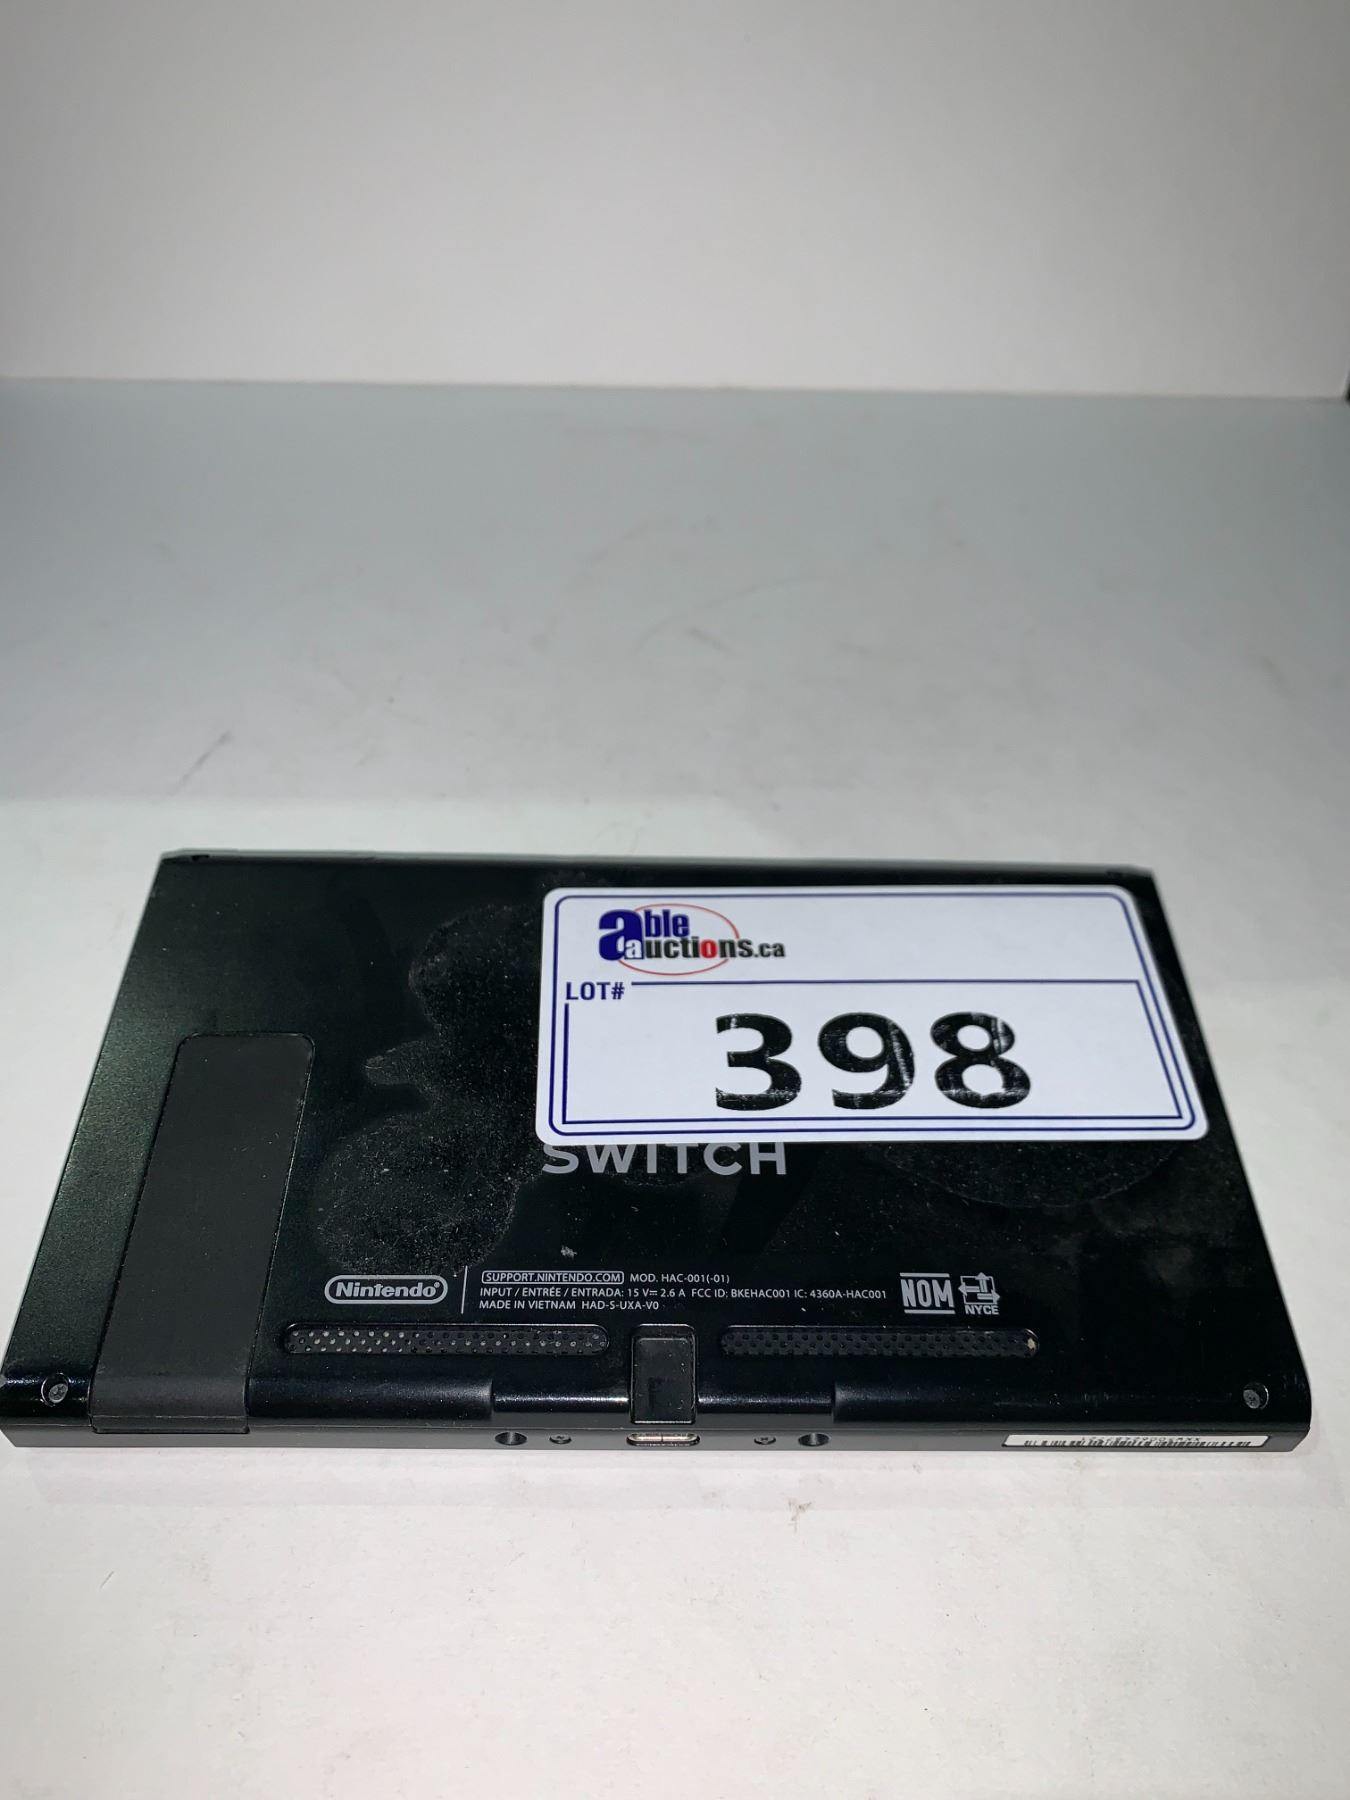 able
auctions.ca
LOT#
398
SWITCH
Nintendo
SUPPORT.NINTENDO.COM MOD. HAC-001(-01)
INPUT / ENTRÉE / ENTRADA: 15 V⎓ 2.6 A FCC ID: BKEHAC001 IC: 4360A-HAC001
MADE IN VIETNAM HAD-S-UXA-V0
NOM
NYCE